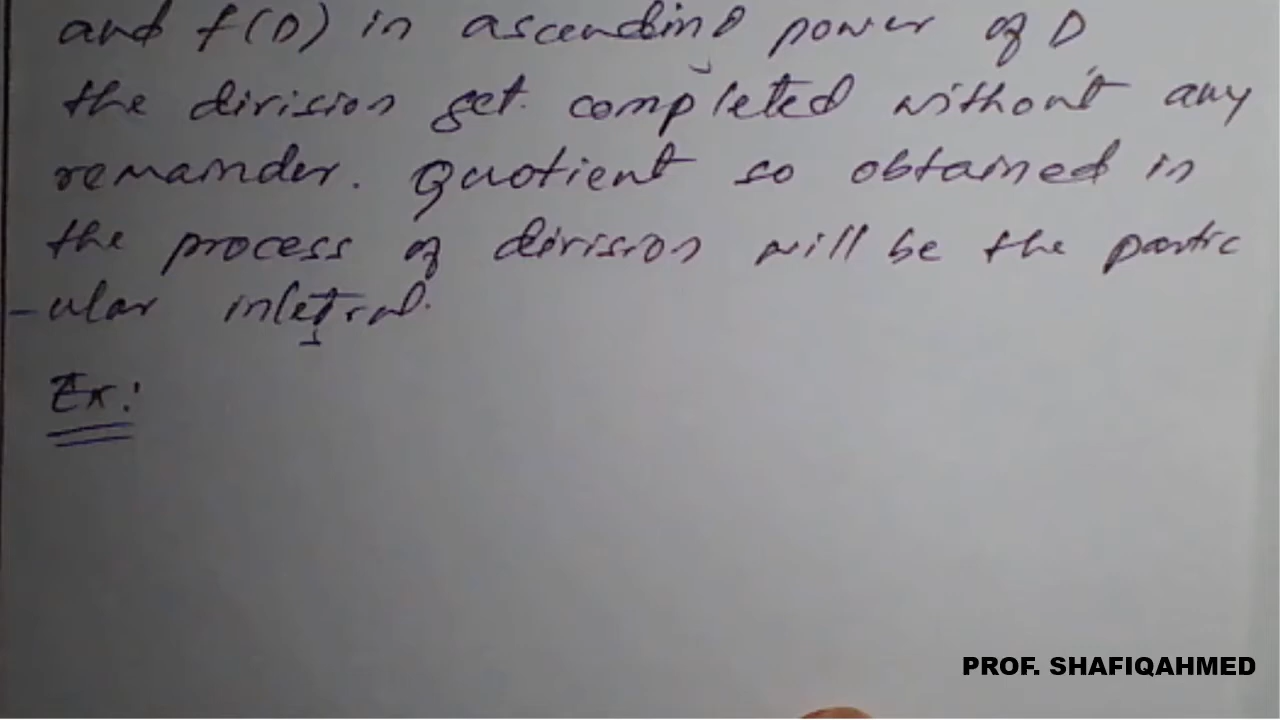 and f(D) in ascending power of D
the division get completed without any
remainder. Quotient so obtained in
the process of division will be the partic
-ular integral.
Ex:
PROF. SHAFIQAHMED